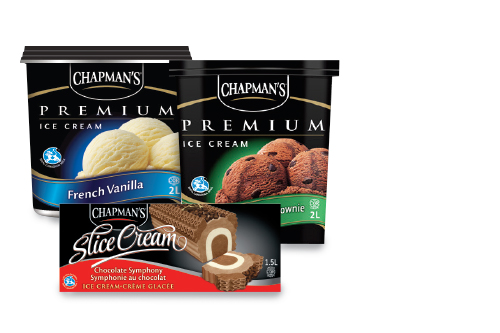 CHAPMAN'S
PREMIUM
ICE CREAM
French Vanilla
2L
CHAPMAN'S
PREMIUM
ICE CREAM
ownie
2L
CHAPMAN'S
Slice Cream
Chocolate Symphony
Symphonie au chocolat
ICE CREAM-CRÈME GLACÉE
1.5L